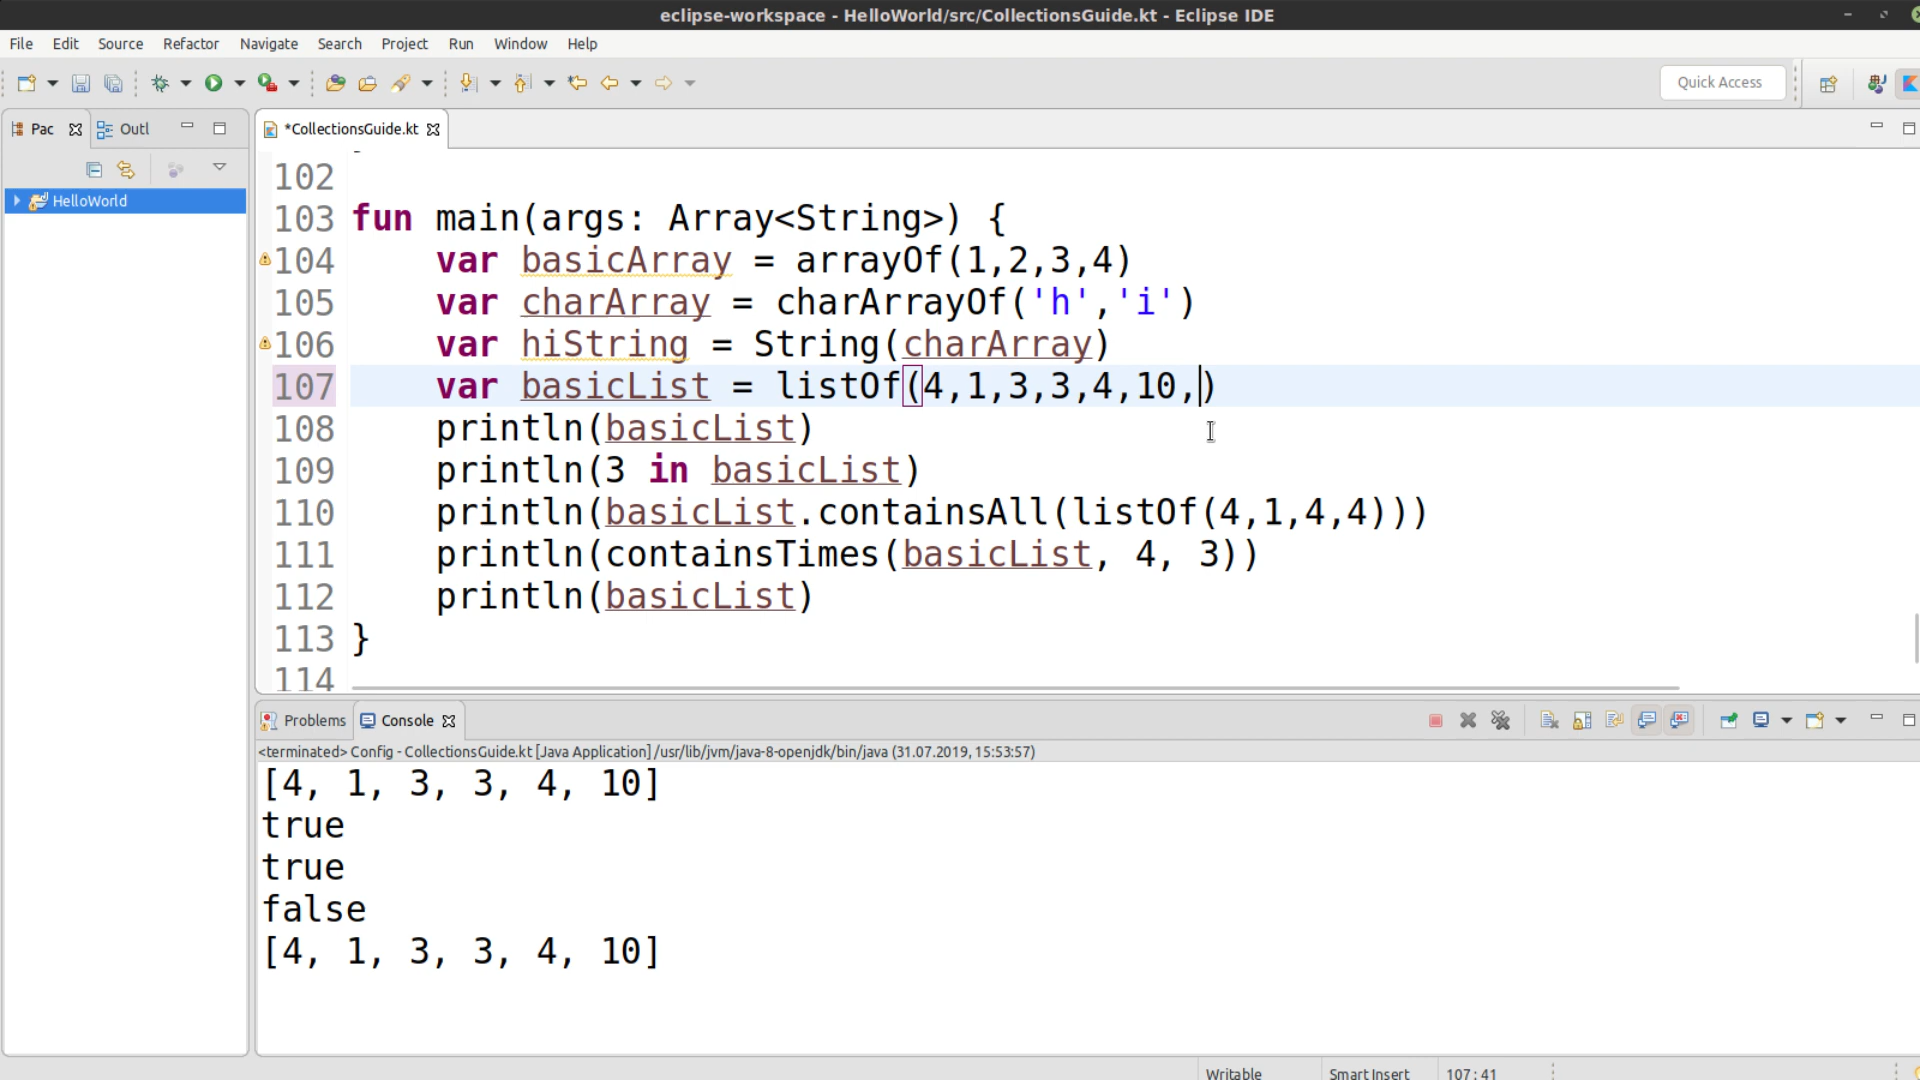 eclipse-workspace - HelloWorld/src/CollectionsGuide.kt - Eclipse IDE
File Edit Source Refactor Navigate Search Project Run Window Help
Quick Access
Pac Outl
*CollectionsGuide.kt
HelloWorld
102
103 fun main(args: Array<String>) {
104 var basicArray = arrayOf(1,2,3,4)
105 var charArray = charArrayOf('h','i')
106 var hiString = String(charArray)
107 var basicList = listOf(4,1,3,3,4,10,)
108 println(basicList)
109 println(3 in basicList)
110 println(basicList.containsAll(listOf(4,1,4,4)))
111 println(containsTimes(basicList, 4, 3))
112 println(basicList)
113 }
114
Problems Console
<terminated> Config - CollectionsGuide.kt [Java Application] /usr/lib/jvm/java-8-openjdk/bin/java (31.07.2019, 15:53:57)
[4, 1, 3, 3, 4, 10]
true
true
false
[4, 1, 3, 3, 4, 10]
Writable Smart Insert 107 : 41